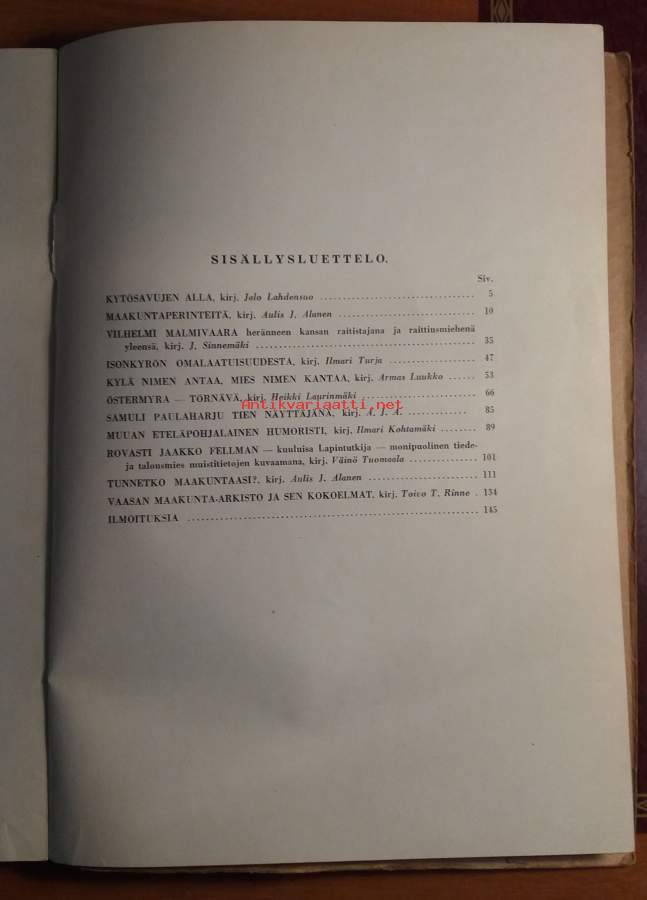 SISÄLLYSLUETTELO.
Siv.
KYTÖSAVUJEN ALLA, kirj. Jalo Lahdensuo ................................. 5
MAAKUNTAPERINTEITÄ, kirj. Aulis J. Alanen ............................ 10
VILHELMI MALMIVAARA heränneen kansan raitistajana ja raittiusmiehenä
yleensä, kirj. J. Sinnemäki ................................................ 35
ISONKYRÖN OMALAATUISUUDESTA, kirj. Ilmari Turja .................. 47
KYLÄ NIMEN ANTAA, MIES NIMEN KANTAA, kirj. Armas Luukko ...... 53
ÖSTERMYRA — TÖRNÄVÄ, kirj. Heikki Laurinmäki ......................... 66
Antikvariaatti.net
SAMULI PAULAHARJU TIEN NÄYTTÄJÄNÄ, kirj. A. J. A. ............. 85
MUUAN ETELÄPOHJALAINEN HUMORISTI, kirj. Ilmari Kohtamäki ........ 89
ROVASTI JAAKKO FELLMAN — kuuluisa Lapintutkija — monipuolinen tiede-
ja talousmies muistitietojen kuvaamana, kirj. Väinö Tuomaala .............. 101
TUNNETKO MAAKUNTAASI?, kirj. Aulis J. Alanen ........................ 111
VAASAN MAAKUNTA-ARKISTO JA SEN KOKOELMAT, kirj. Toivo T. Rinne . 134
ILMOITUKSIA .............................................................. 145